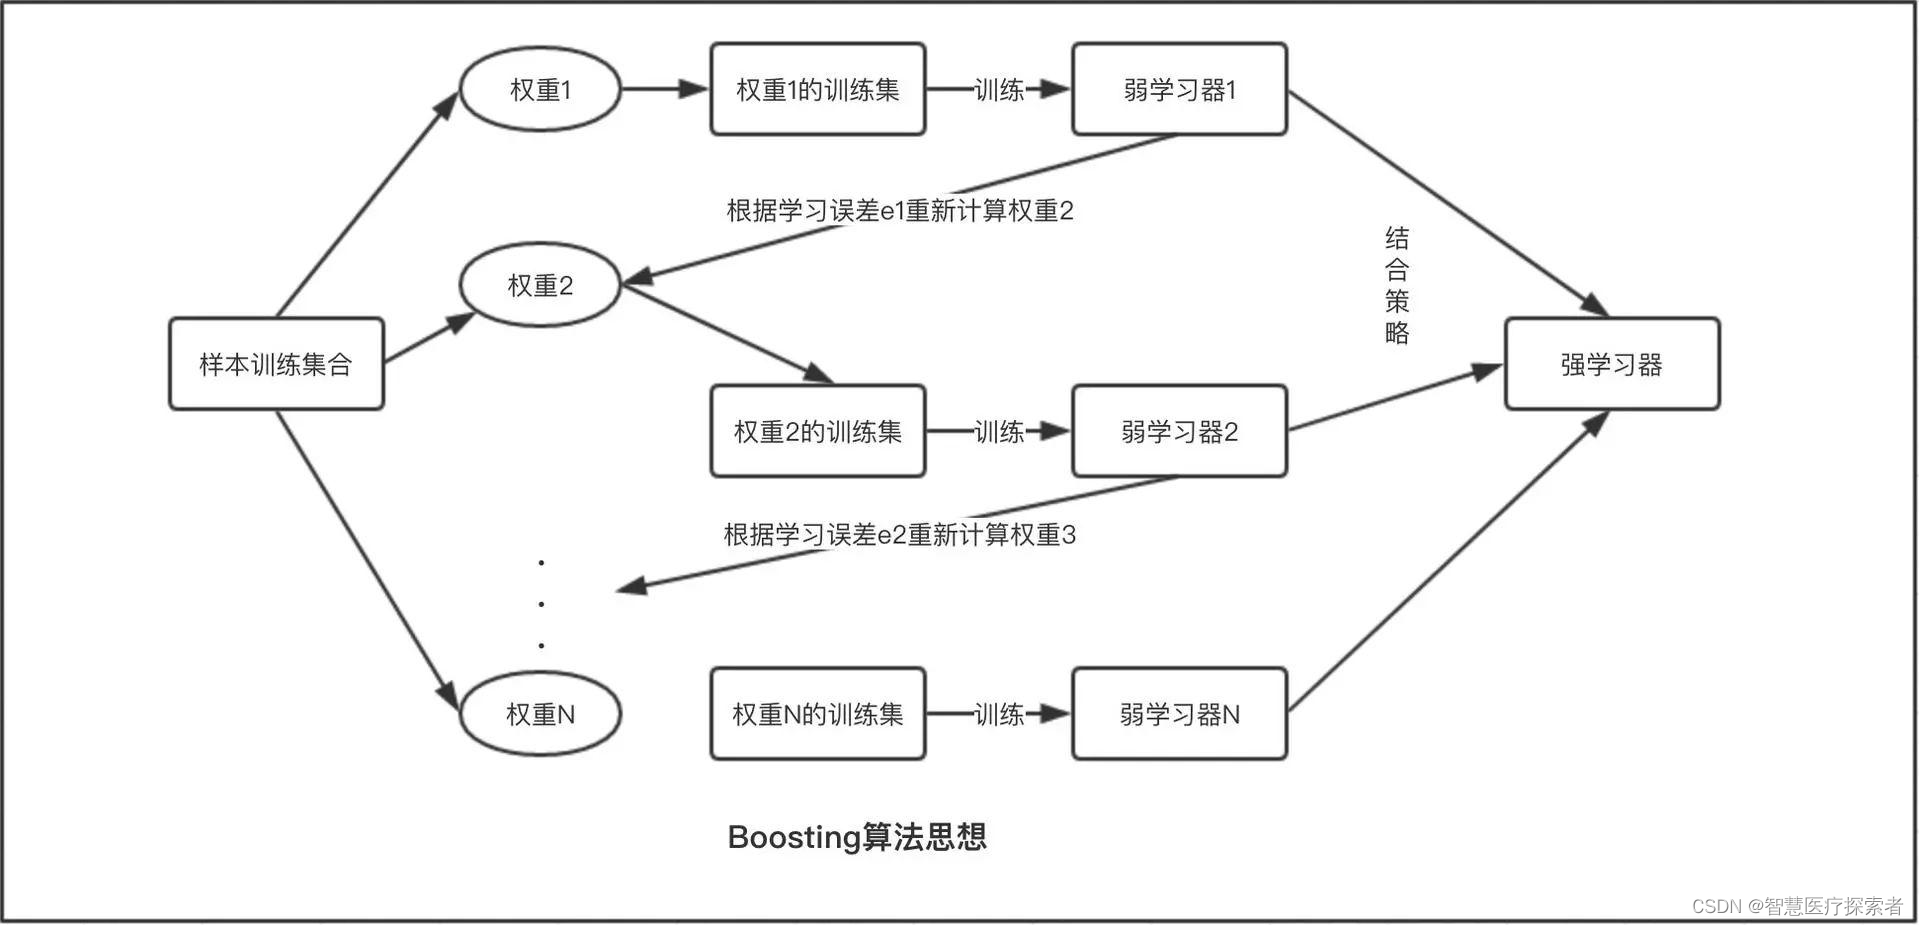 权重1
权重1的训练集
训练
弱学习器1
根据学习误差e1重新计算权重2
结合策略
权重2
样本训练集合
强学习器
权重2的训练集
训练
弱学习器2
根据学习误差e2重新计算权重3
权重N
权重N的训练集
训练
弱学习器N
Boosting算法思想
CSDN @智慧医疗探索者